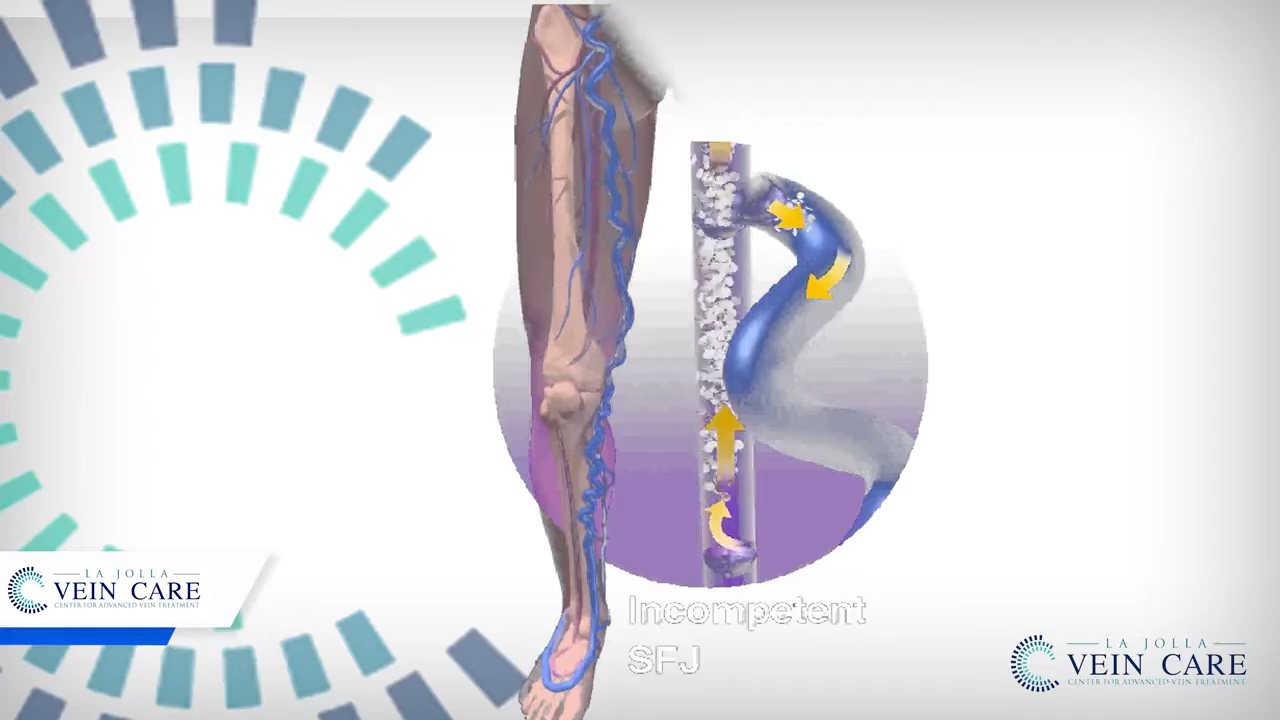 LA JOLLA
VEIN CARE
CENTER FOR ADVANCED VEIN TREATMENT
Incompetent
SFJ
LA JOLLA
VEIN CARE
CENTER FOR ADVANCED VEIN TREATMENT